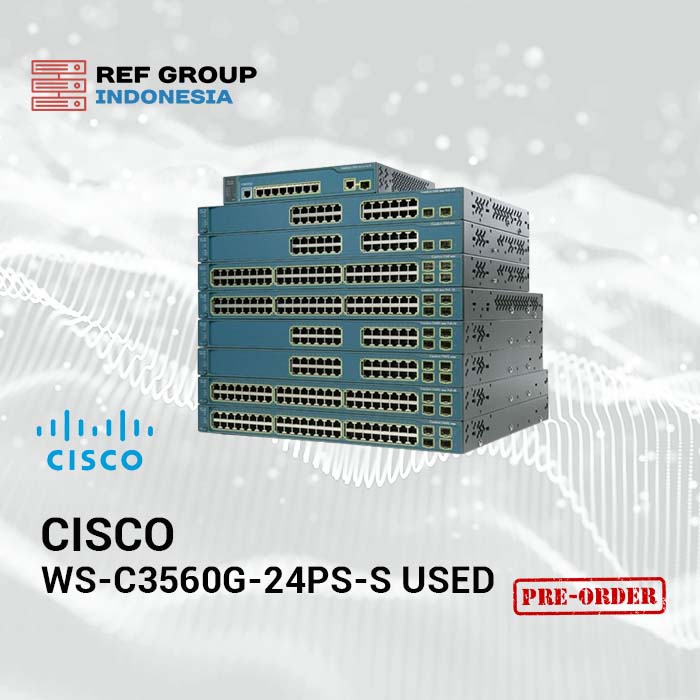 REF GROUP
INDONESIA
CISCO
CISCO
WS-C3560G-24PS-S USED
PRE-ORDER